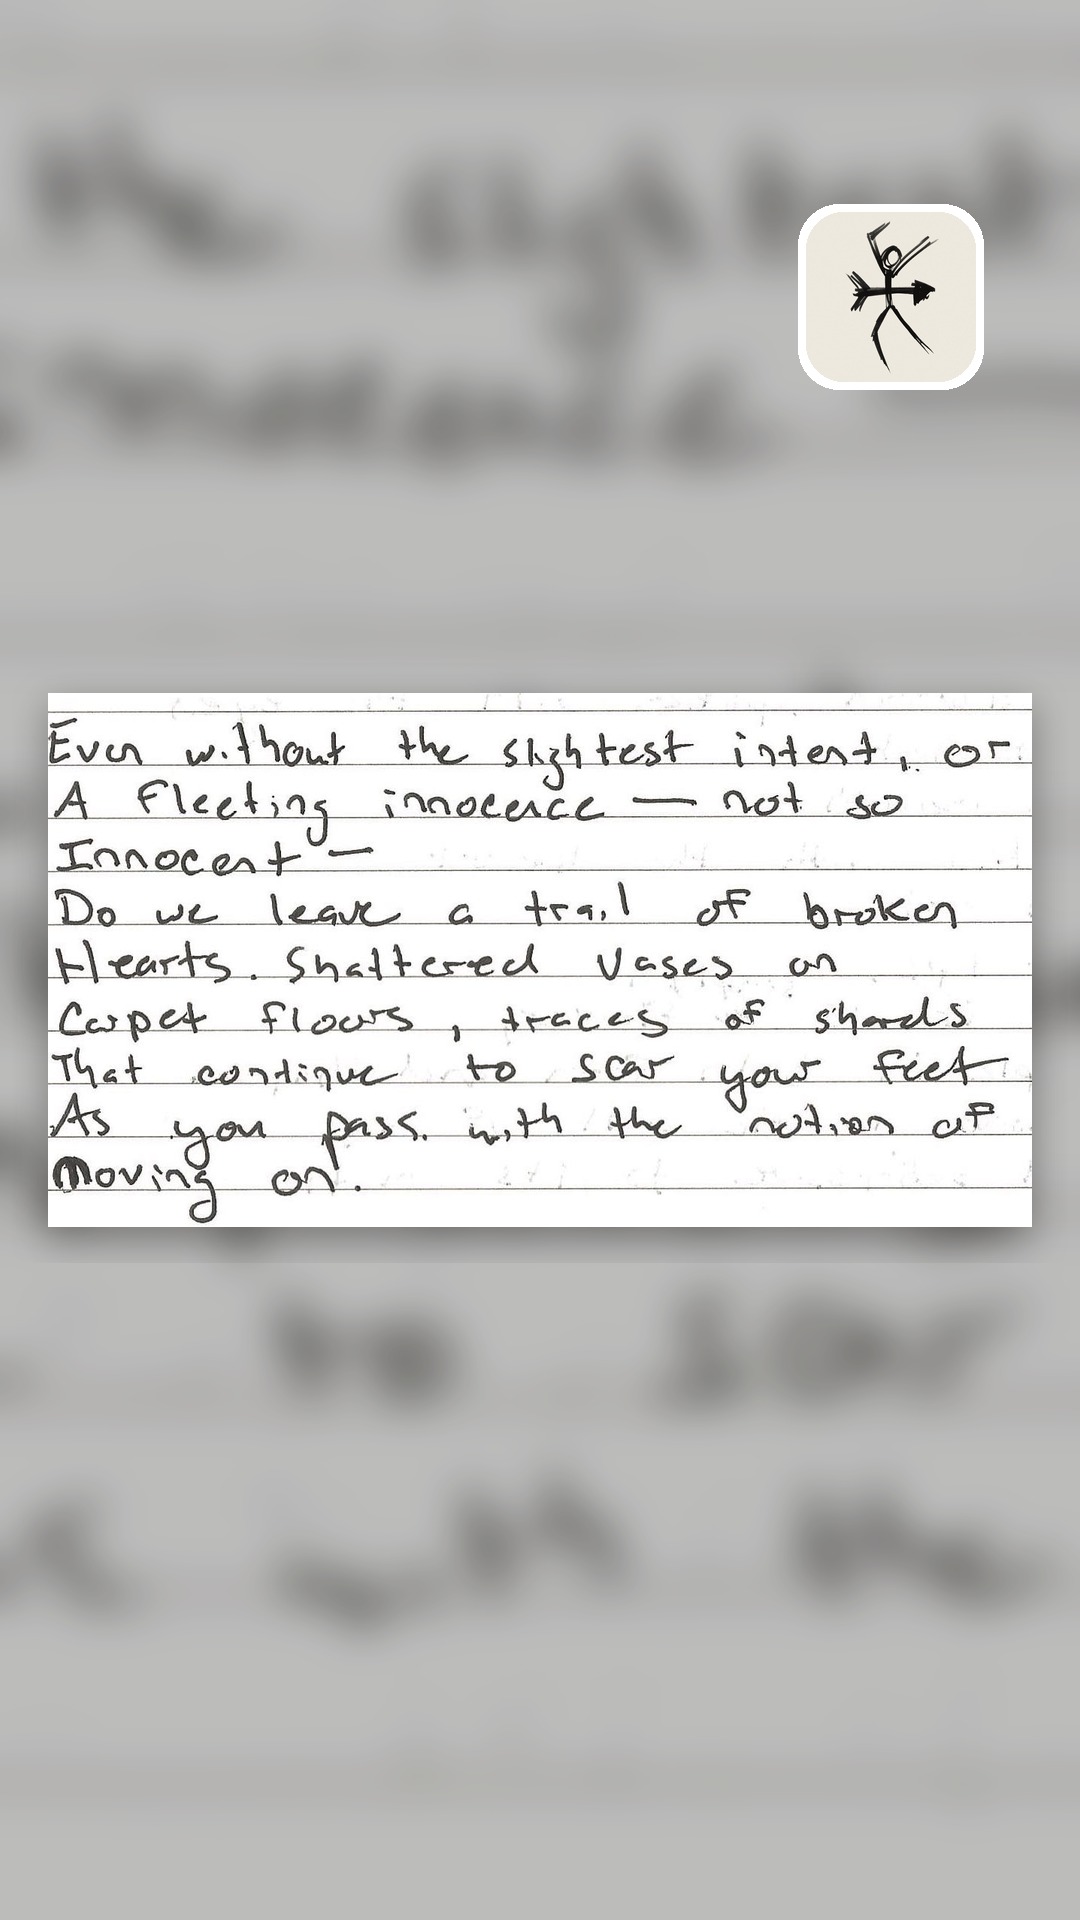 Even without the slightest intent, or
A fleeting innocence — not so
Innocent —
Do we leave a trail of broken
Hearts. Shattered vases on
Carpet floors, traces of shards
That continue to scar your feet
As you pass with the notion of
Moving on.